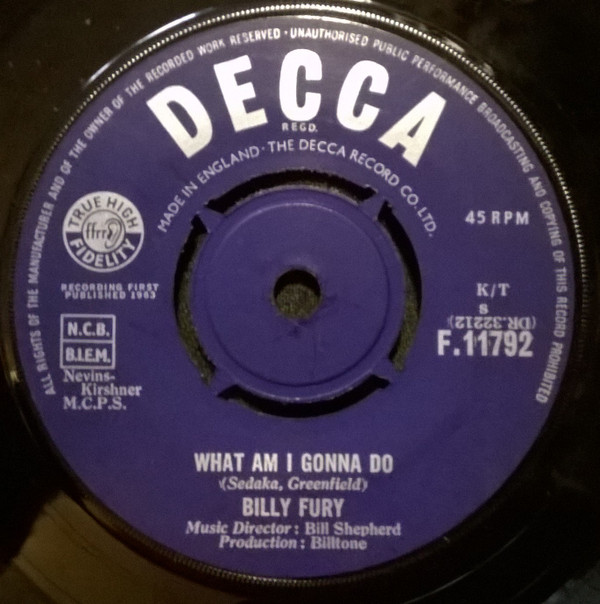 ALL RIGHTS OF THE MANUFACTURER AND OF THE OWNER OF THE RECORDED WORK RESERVED · UNAUTHORISED PUBLIC PERFORMANCE BROADCASTING AND COPYING OF THIS RECORD PROHIBITED
DECCA
REGD.
MADE IN ENGLAND · THE DECCA RECORD CO. LTD.
TRUE HIGH
ffrr
FIDELITY
45 RPM
RECORDING FIRST
PUBLISHED 1963
K/T
S
(DR.32212)
F.11792
N.C.B.
B.I.E.M.
Nevins-
Kirshner
M.C.P.S.
WHAT AM I GONNA DO
(Sedaka, Greenfield)
BILLY FURY
Music Director : Bill Shepherd
Production : Billtone